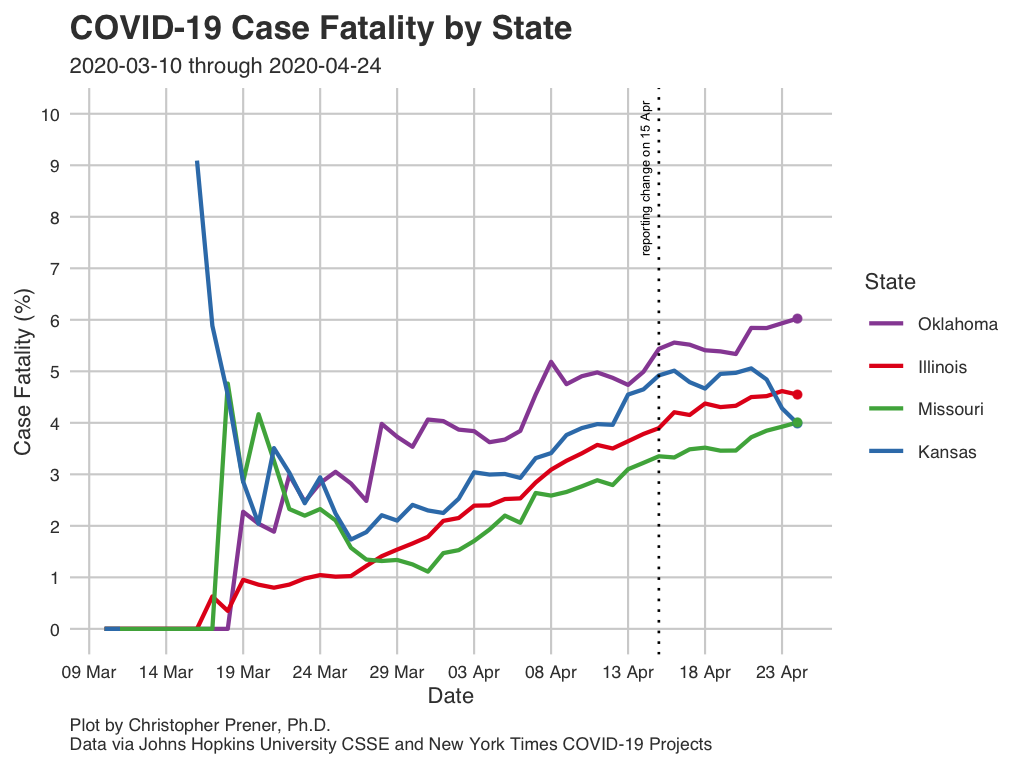 COVID-19 Case Fatality by State
2020-03-10 through 2020-04-24
Case Fatality (%)
10
9
8
7
6
5
4
3
2
1
0
reporting change on 15 Apr
09 Mar 14 Mar 19 Mar 24 Mar 29 Mar 03 Apr 08 Apr 13 Apr 18 Apr 23 Apr
Date
State
Oklahoma
Illinois
Missouri
Kansas
Plot by Christopher Prener, Ph.D.
Data via Johns Hopkins University CSSE and New York Times COVID-19 Projects